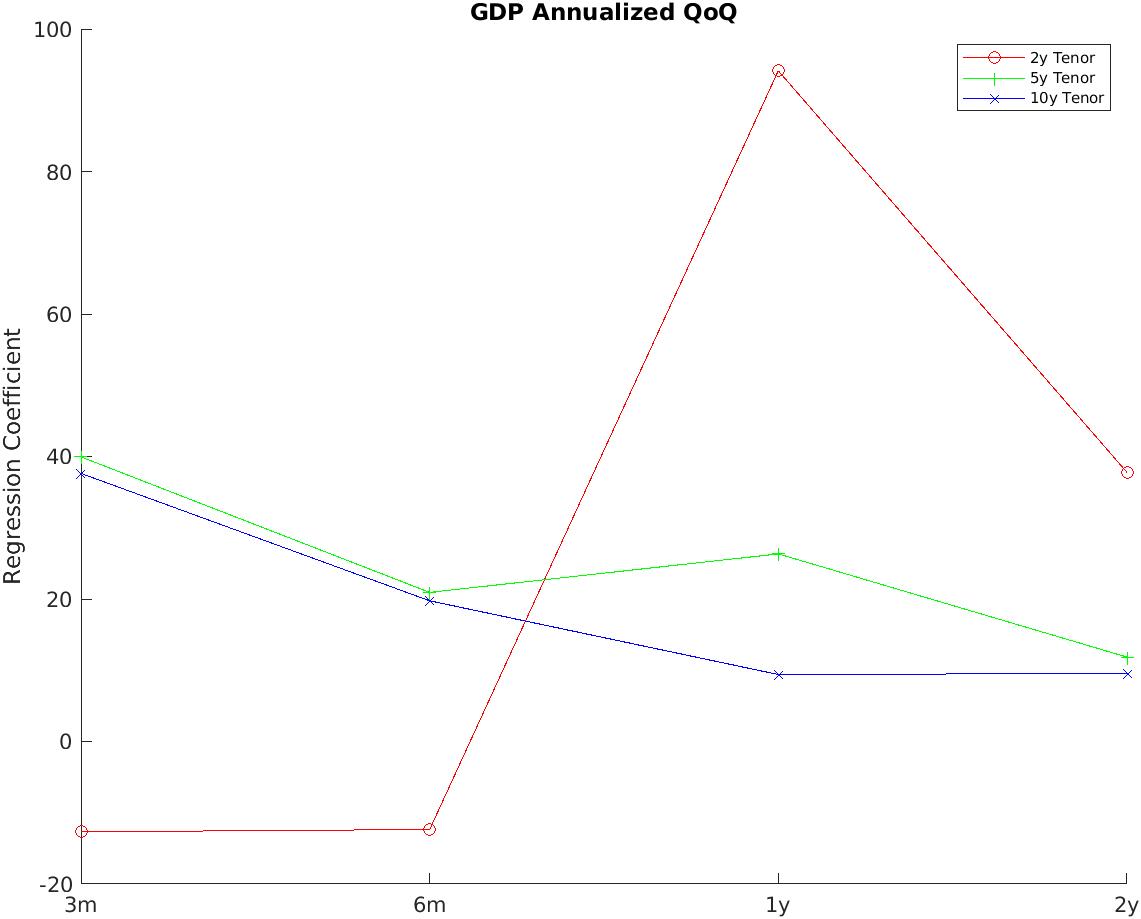 GDP Annualized QoQ
100
80
60
40
20
0
-20
Regression Coefficient
2y Tenor
5y Tenor
10y Tenor
3m 6m 1y 2y